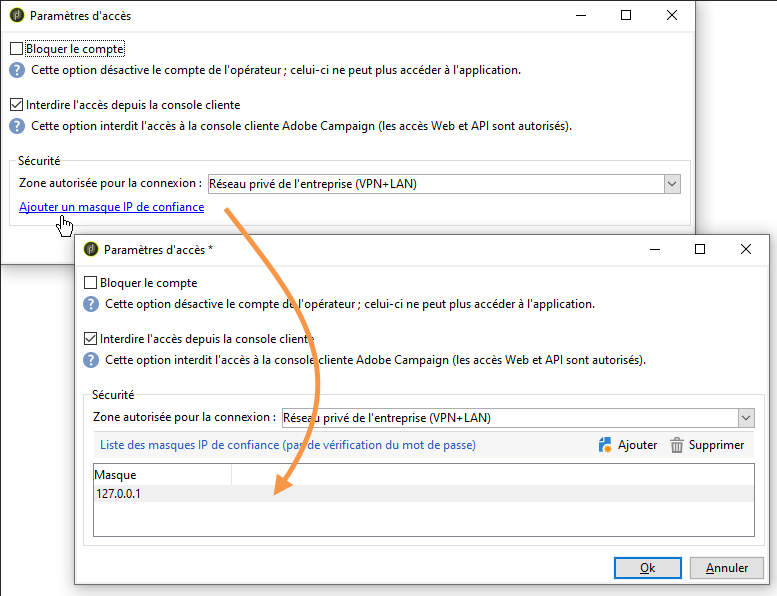 Paramètres d'accès
Bloquer le compte
Cette option désactive le compte de l'opérateur ; celui-ci ne peut plus accéder à l'application.
Interdire l'accès depuis la console cliente
Cette option interdit l'accès à la console cliente Adobe Campaign (les accès Web et API sont autorisés).
Sécurité
Zone autorisée pour la connexion : Réseau privé de l'entreprise (VPN+LAN)
Ajouter un masque IP de confiance
Paramètres d'accès *
Bloquer le compte
Cette option désactive le compte de l'opérateur ; celui-ci ne peut plus accéder à l'application.
Interdire l'accès depuis la console cliente
Cette option interdit l'accès à la console cliente Adobe Campaign (les accès Web et API sont autorisés).
Sécurité
Zone autorisée pour la connexion : Réseau privé de l'entreprise (VPN+LAN)
Liste des masques IP de confiance (pas de vérification du mot de passe) Ajouter Supprimer
Masque
127.0.0.1
Ok Annuler